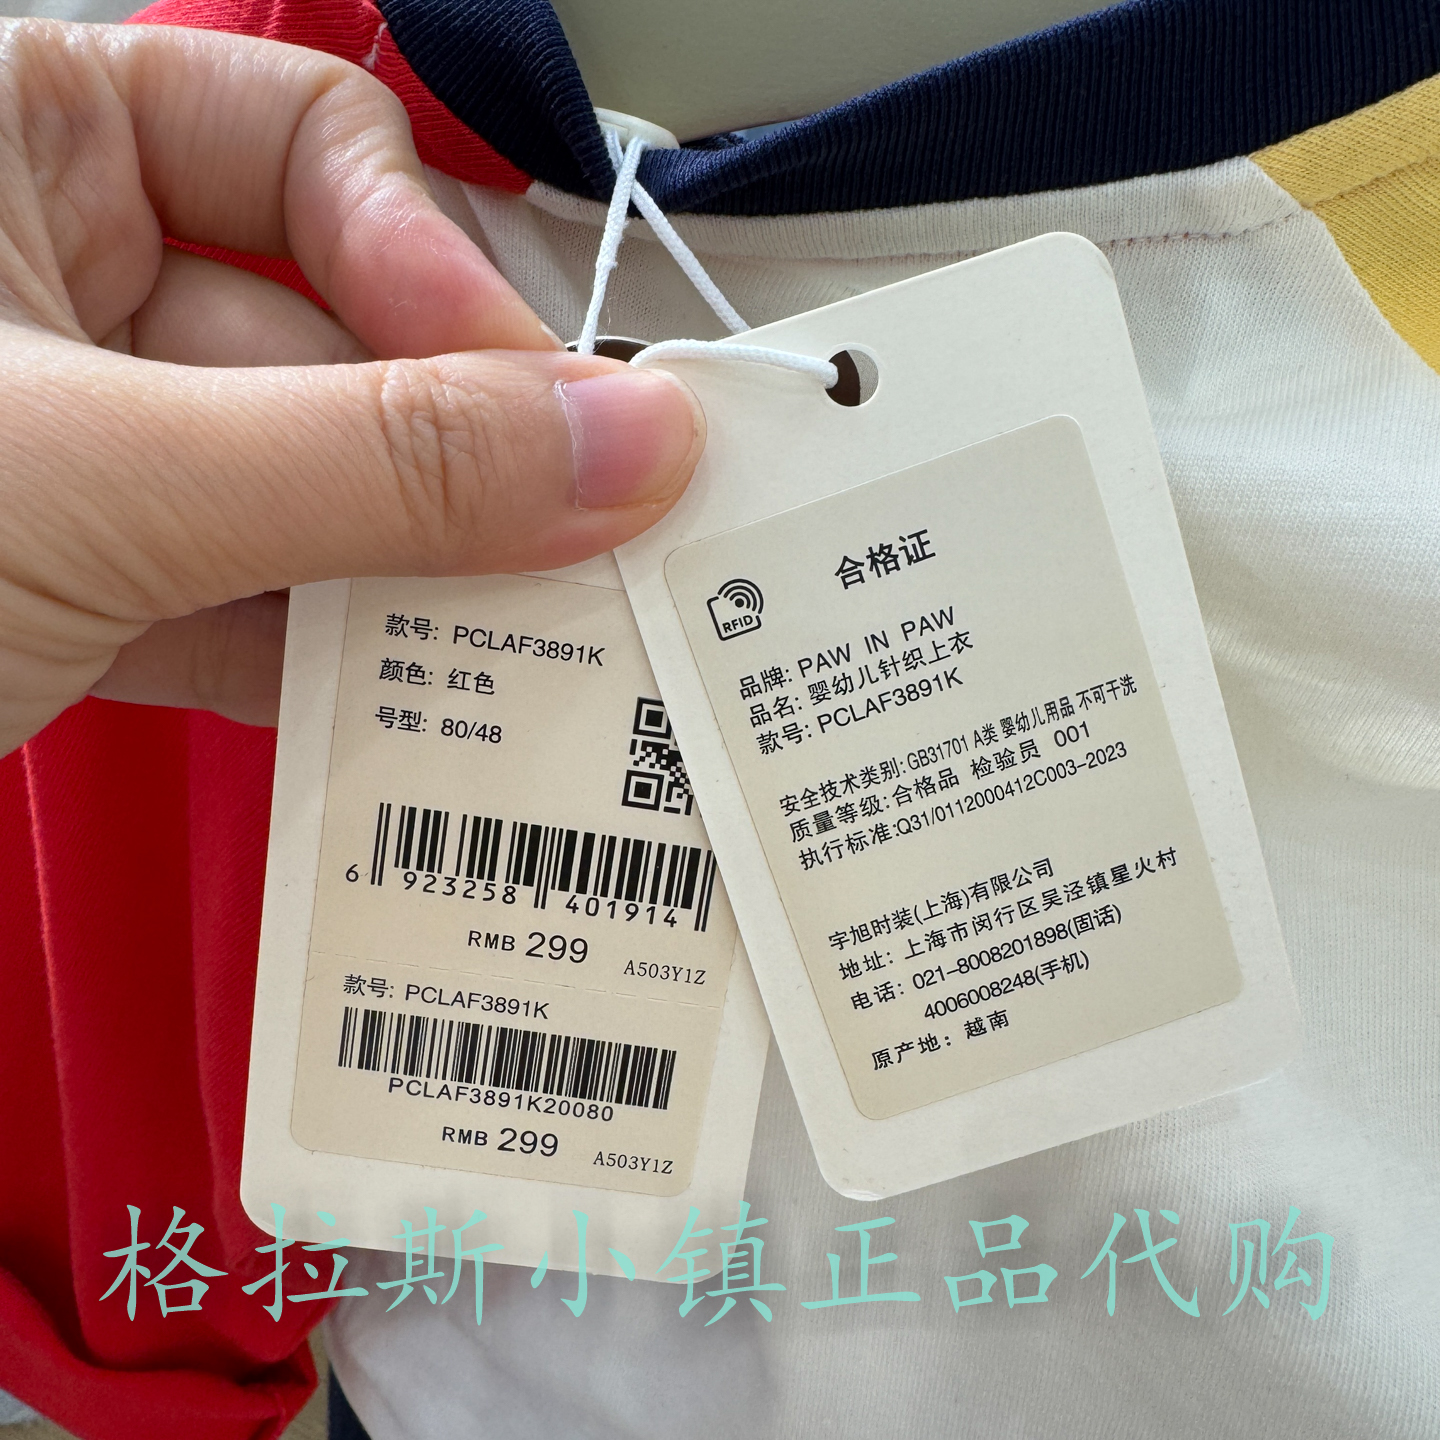 款号: PCLAF3891K
颜色: 红色
号型: 80/48
6 923258 401914
RMB 299
A503Y1Z
款号: PCLAF3891K
PCLAF3891K20080
RMB 299
A503Y1Z
合格证
RFID
品牌: PAW IN PAW
品名: 婴幼儿针织上衣
款号: PCLAF3891K
安全技术类别: GB31701 A类 婴幼儿用品 不可干洗
质量等级: 合格品 检验员 001
执行标准:Q31/0112000412C003-2023
宇旭时装(上海)有限公司
地址: 上海市闵行区吴泾镇星火村
电话: 021-8008201898(固话)
4006008248(手机)
原产地: 越南
格拉斯小镇正品代购